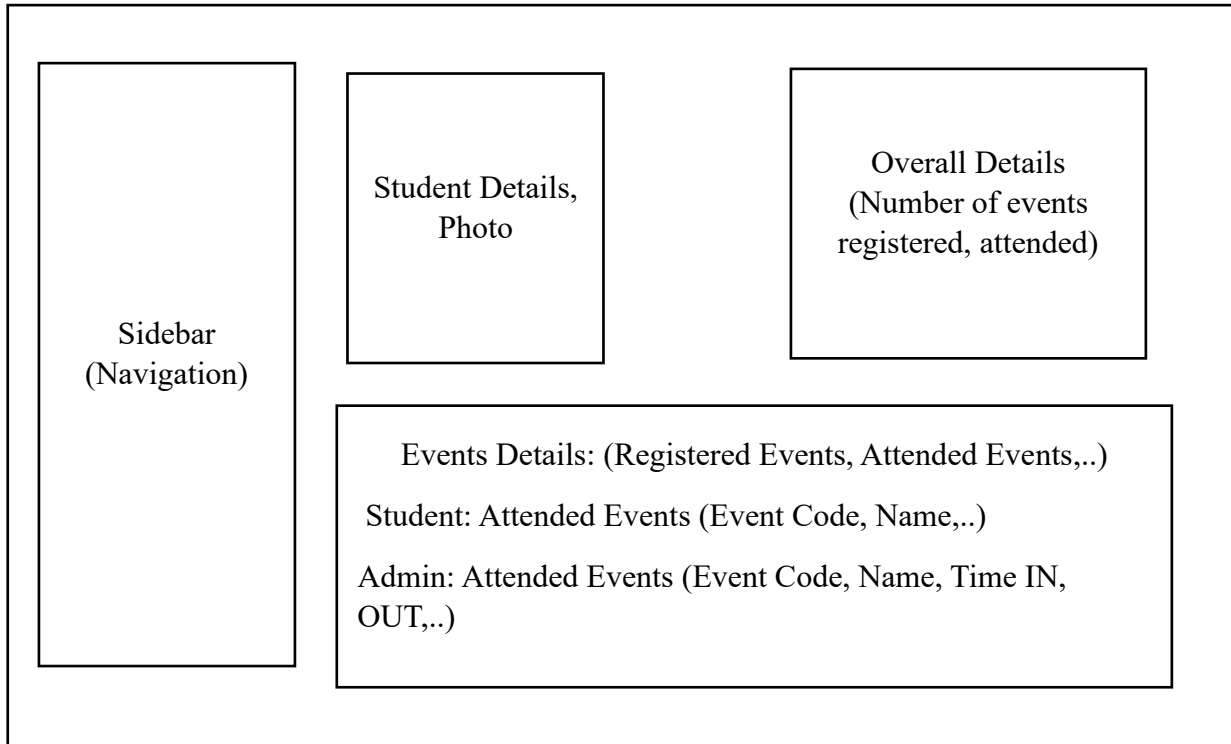 Sidebar
(Navigation)
Student Details,
Photo
Overall Details
(Number of events
registered, attended)
Events Details: (Registered Events, Attended Events,..)
Student: Attended Events (Event Code, Name,..)
Admin: Attended Events (Event Code, Name, Time IN,
OUT,..)